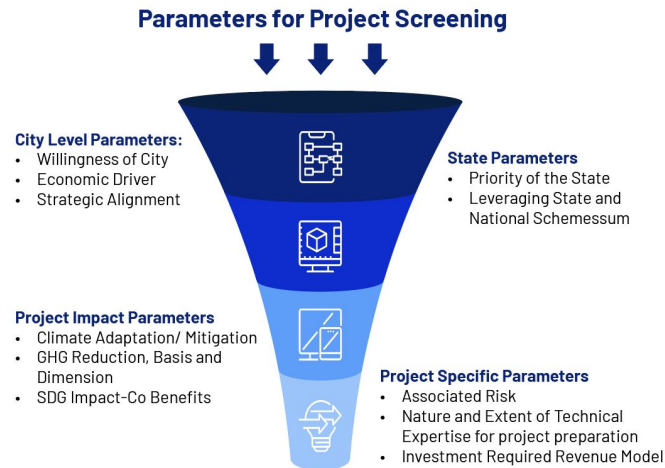 Parameters for Project Screening
City Level Parameters:
• Willingness of City
• Economic Driver
• Strategic Alignment
State Parameters
• Priority of the State
• Leveraging State and
National Schemessum
Project Impact Parameters
• Climate Adaptation/ Mitigation
• GHG Reduction, Basis and
Dimension
• SDG Impact-Co Benefits
Project Specific Parameters
• Associated Risk
• Nature and Extent of Technical
Expertise for project preparation
• Investment Required Revenue Model